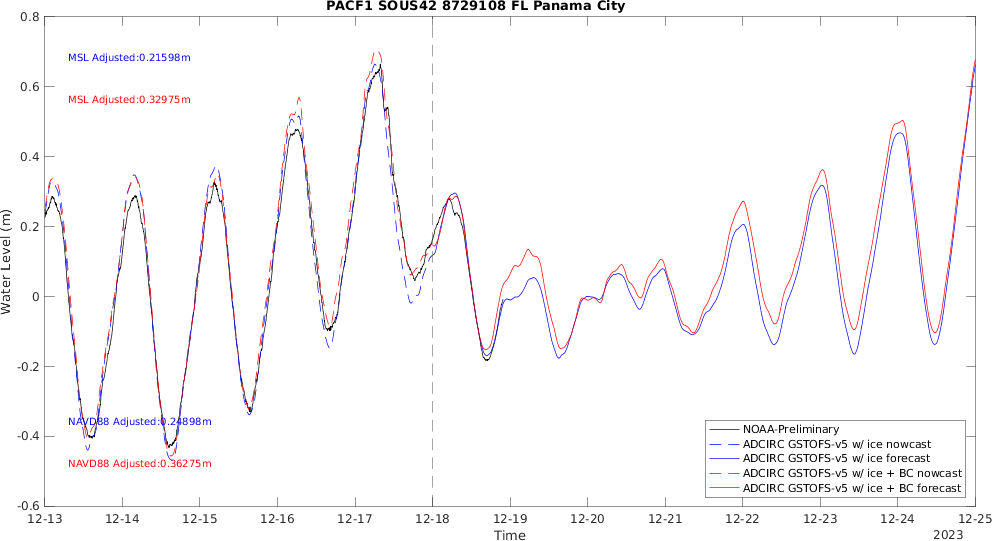 PACF1 SOUS42 8729108 FL Panama City
Water Level (m)
0.8
0.6
0.4
0.2
0
-0.2
-0.4
-0.6
MSL Adjusted:0.21598m
MSL Adjusted:0.32975m
NAVD88 Adjusted:0.24898m
NAVD88 Adjusted:0.36275m
NOAA-Preliminary
ADCIRC GSTOFS-v5 w/ ice nowcast
ADCIRC GSTOFS-v5 w/ ice forecast
ADCIRC GSTOFS-v5 w/ ice + BC nowcast
ADCIRC GSTOFS-v5 w/ ice + BC forecast
12-13 12-14 12-15 12-16 12-17 12-18 12-19 12-20 12-21 12-22 12-23 12-24 12-25
Time
2023